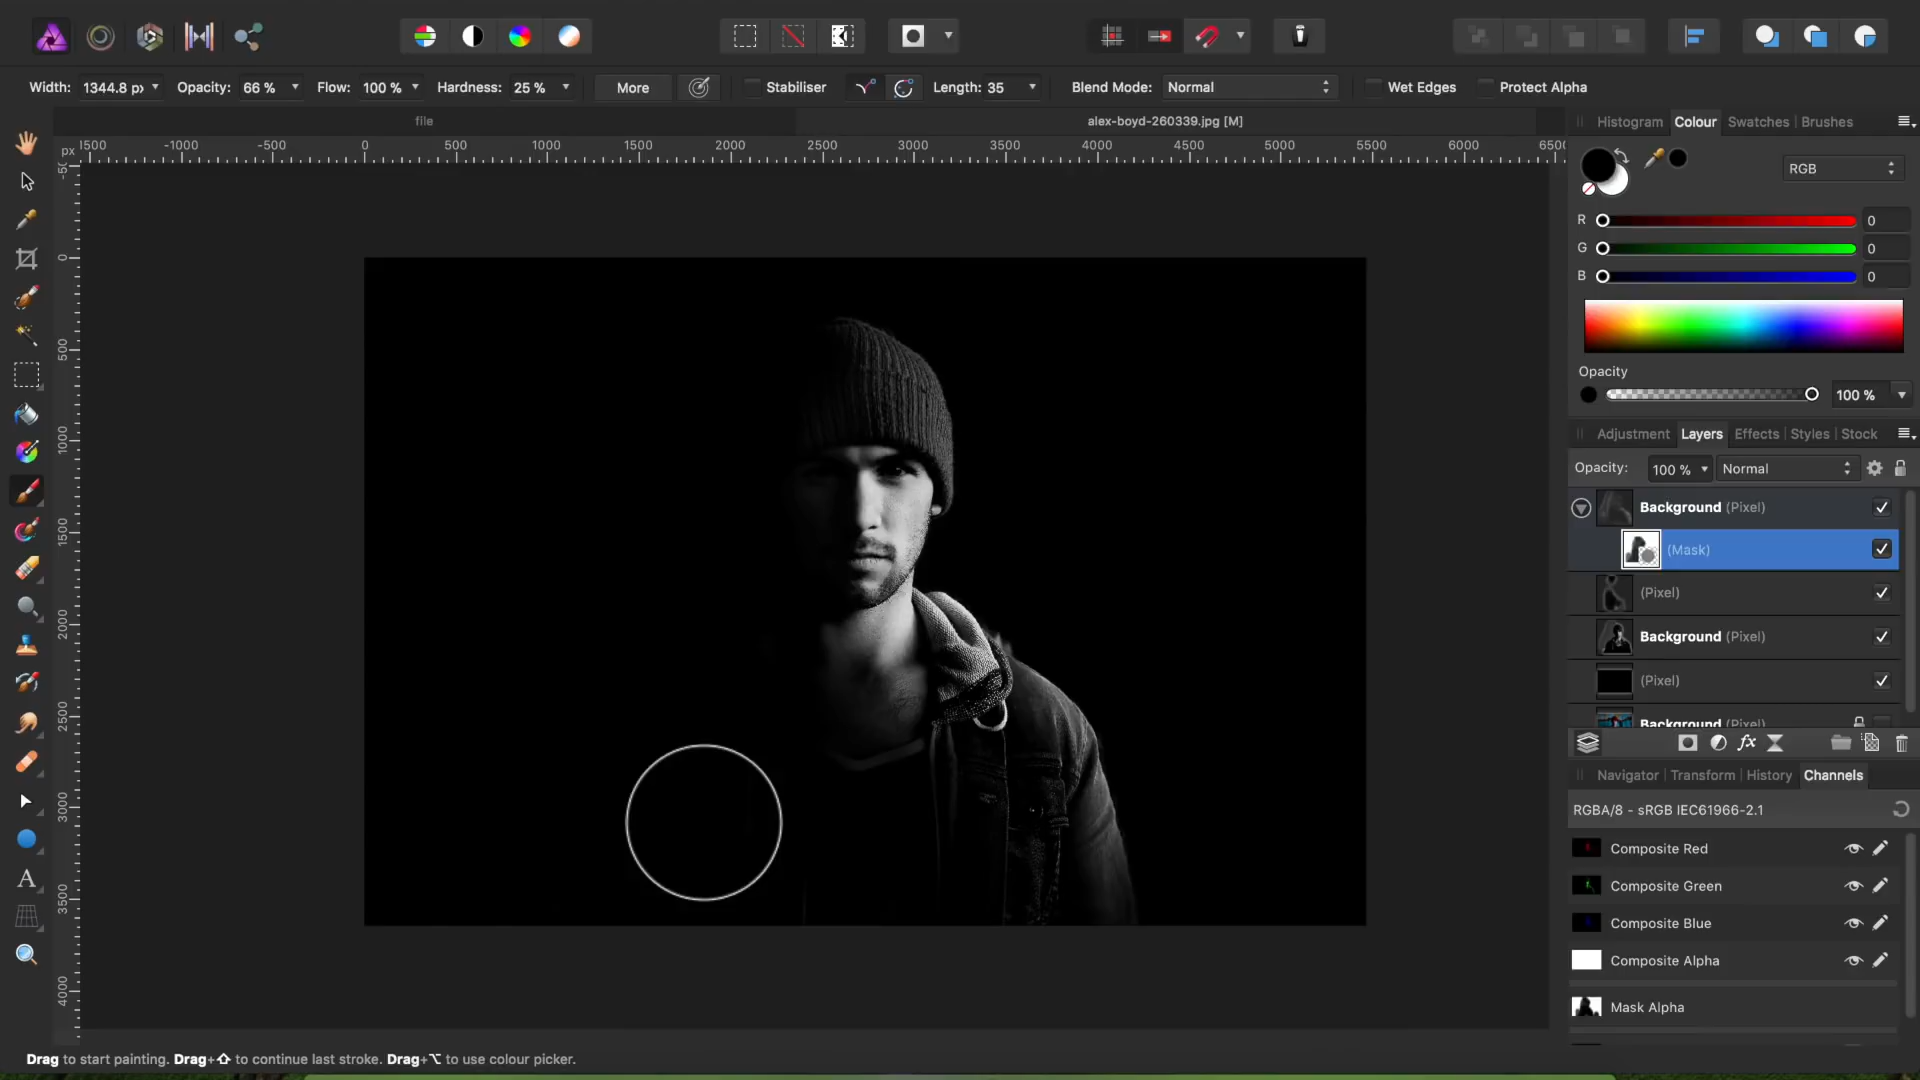 Width: 1344.8 px Opacity: 66 % Flow: 100 % Hardness: 25 % More Stabiliser Length: 35 Blend Mode: Normal Wet Edges Protect Alpha
file alex-boyd-260339.jpg [M]
px 1500 -1000 -500 0 500 1000 1500 2000 2500 3000 3500 4000 4500 5000 5500 6000
0
500
1000
1500
2000
2500
3000
3500
4000
Histogram Colour Swatches Brushes
RGB
R 0
G 0
B 0
Opacity
100 %
Adjustment Layers Effects Styles Stock
Opacity: 100 % Normal
Background (Pixel)
(Mask)
(Pixel)
Background (Pixel)
(Pixel)
Background (Pixel)
fx
Navigator Transform History Channels
RGBA/8 - sRGB IEC61966-2.1
Composite Red
Composite Green
Composite Blue
Composite Alpha
Mask Alpha
A
Drag to start painting. Drag+⇧ to continue last stroke. Drag+⌥ to use colour picker.